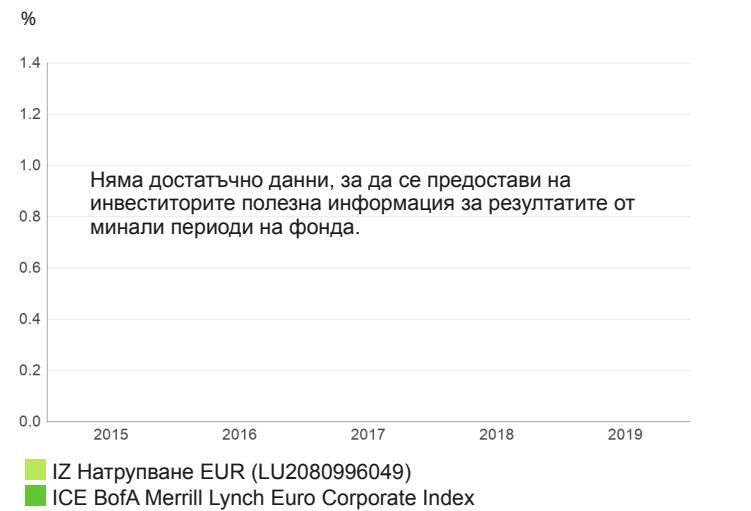 %
1.4
1.2
1.0
Няма достатъчно данни, за да се предостави на
инвеститорите полезна информация за резултатите от
0.8
минали периоди на фонда.
0.6
0.4
0.2
0.0
2015 2016 2017 2018 2019
IZ Натрупване EUR (LU2080996049)
ICE BofA Merrill Lynch Euro Corporate Index